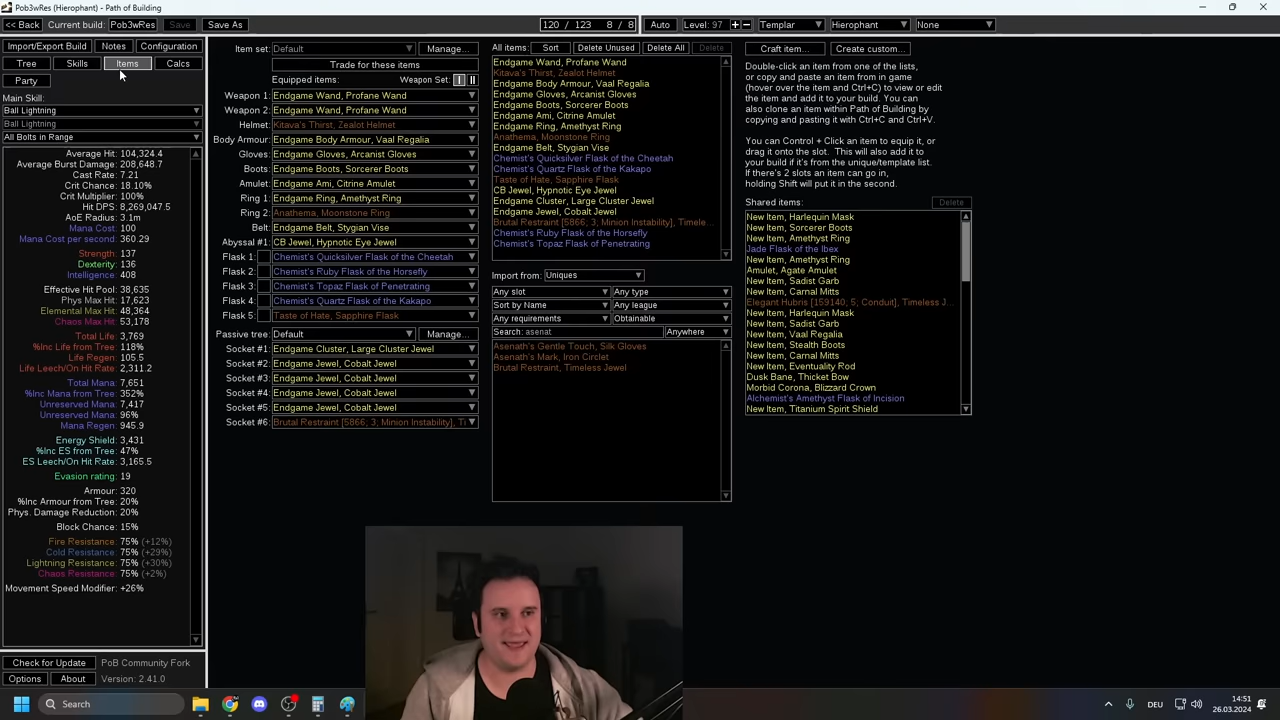 Pob3wRes (Hierophant) - Path of Building
<< Back Current build: Pob3wRes Save Save As 120 / 123 8 / 8 Auto Level: 97 + - Templar Hierophant None
Import/Export Build Notes Configuration
Tree Skills Items Calcs
Party
Main Skill:
Ball Lightning
Ball Lightning
All Bolts in Range
Average Hit: 104,324.4
Average Burst Damage: 208,648.7
Cast Rate: 7.21
Crit Chance: 18.10%
Crit Multiplier: 100%
Hit DPS: 8,269,047.5
AoE Radius: 3.1m
Mana Cost: 100
Mana Cost per second: 360.29
Strength: 137
Dexterity: 136
Intelligence: 408
Effective Hit Pool: 38,635
Phys Max Hit: 17,623
Elemental Max Hit: 48,364
Chaos Max Hit: 53,178
Total Life: 3,769
%Inc Life from Tree: 118%
Life Regen: 105.5
Life Leech/On Hit Rate: 2,311.2
Total Mana: 7,651
%Inc Mana from Tree: 352%
Unreserved Mana: 7,417
Unreserved Mana: 96%
Mana Regen: 945.9
Energy Shield: 3,431
%Inc ES from Tree: 47%
ES Leech/On Hit Rate: 3,165.5
Evasion rating: 19
Armour: 320
%Inc Armour from Tree: 20%
Phys. Damage Reduction: 20%
Block Chance: 15%
Fire Resistance: 75% (+12%)
Cold Resistance: 75% (+29%)
Lightning Resistance: 75% (+30%)
Chaos Resistance: 75% (+2%)
Movement Speed Modifier: +26%
Check for Update PoB Community Fork
Options About Version: 2.41.0
Item set: Default Manage...
Trade for these items
Equipped items: Weapon Set: I II
Weapon 1: Endgame Wand, Profane Wand
Weapon 2: Endgame Wand, Profane Wand
Helmet: Kitava's Thirst, Zealot Helmet
Body Armour: Endgame Body Armour, Vaal Regalia
Gloves: Endgame Gloves, Arcanist Gloves
Boots: Endgame Boots, Sorcerer Boots
Amulet: Endgame Ami, Citrine Amulet
Ring 1: Endgame Ring, Amethyst Ring
Ring 2: Anathema, Moonstone Ring
Belt: Endgame Belt, Stygian Vise
Abyssal #1: CB Jewel, Hypnotic Eye Jewel
Flask 1: Chemist's Quicksilver Flask of the Cheetah
Flask 2: Chemist's Ruby Flask of the Horsefly
Flask 3: Chemist's Topaz Flask of Penetrating
Flask 4: Chemist's Quartz Flask of the Kakapo
Flask 5: Taste of Hate, Sapphire Flask
Passive tree: Default Manage...
Socket #1: Endgame Cluster, Large Cluster Jewel
Socket #2: Endgame Jewel, Cobalt Jewel
Socket #3: Endgame Jewel, Cobalt Jewel
Socket #4: Endgame Jewel, Cobalt Jewel
Socket #5: Endgame Jewel, Cobalt Jewel
Socket #6: Brutal Restraint [5866; 3; Minion Instability], Ti
All items: Sort Delete Unused Delete All Delete
Endgame Wand, Profane Wand
Kitava's Thirst, Zealot Helmet
Endgame Body Armour, Vaal Regalia
Endgame Gloves, Arcanist Gloves
Endgame Boots, Sorcerer Boots
Endgame Ami, Citrine Amulet
Endgame Ring, Amethyst Ring
Anathema, Moonstone Ring
Endgame Belt, Stygian Vise
Chemist's Quicksilver Flask of the Cheetah
Chemist's Quartz Flask of the Kakapo
Taste of Hate, Sapphire Flask
CB Jewel, Hypnotic Eye Jewel
Endgame Cluster, Large Cluster Jewel
Endgame Jewel, Cobalt Jewel
Brutal Restraint [5866; 3; Minion Instability], Timele...
Chemist's Ruby Flask of the Horsefly
Chemist's Topaz Flask of Penetrating
Import from: Uniques
Any slot Any type
Sort by Name Any league
Any requirements Obtainable
Search: asenat Anywhere
Asenath's Gentle Touch, Silk Gloves
Asenath's Mark, Iron Circlet
Brutal Restraint, Timeless Jewel
Craft item... Create custom...
Double-click an item from one of the lists,
or copy and paste an item from in game
(hover over the item and Ctrl+C) to view or edit
the item and add it to your build. You can
also clone an item within Path of Building by
copying and pasting it with Ctrl+C and Ctrl+V.
You can Control + Click an item to equip it, or
drag it onto the slot. This will also add it to
your build if it's from the unique/template list.
If there's 2 slots an item can go in,
holding Shift will put it in the second.
Shared items: Delete
New Item, Harlequin Mask
New Item, Sorcerer Boots
New Item, Amethyst Ring
Jade Flask of the Ibex
New Item, Amethyst Ring
Amulet, Agate Amulet
New Item, Sadist Garb
New Item, Carnal Mitts
Elegant Hubris [159140; 5; Conduit], Timeless J...
New Item, Harlequin Mask
New Item, Sadist Garb
New Item, Vaal Regalia
New Item, Stealth Boots
New Item, Carnal Mitts
New Item, Eventuality Rod
Dusk Bane, Thicket Bow
Morbid Corona, Blizzard Crown
Alchemist's Amethyst Flask of Incision
New Item, Titanium Spirit Shield
Search DEU 14:51
26.03.2024